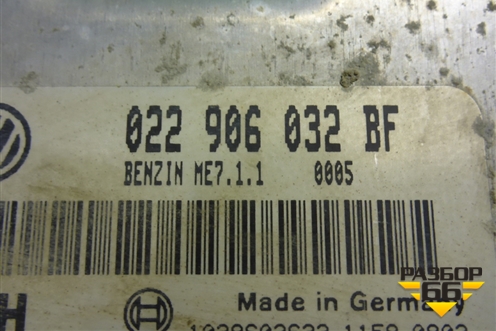 022 906 032 BF
BENZIN ME7.1.1 0005
H
Made in Germany
РАЗБОР
66